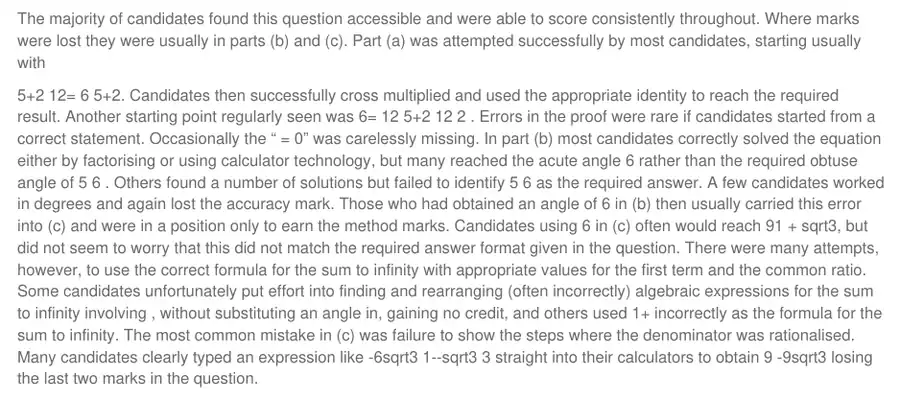 The majority of candidates found this question accessible and were able to score consistently throughout. Where marks
were lost they were usually in parts (b) and (c). Part (a) was attempted successfully by most candidates, starting usually
with
5+2 12= 6 5+2. Candidates then successfully cross multiplied and used the appropriate identity to reach the required
result. Another starting point regularly seen was 6= 12 5+2 12 2 . Errors in the proof were rare if candidates started from a
correct statement. Occasionally the “ = 0” was carelessly missing. In part (b) most candidates correctly solved the equation
either by factorising or using calculator technology, but many reached the acute angle 6 rather than the required obtuse
angle of 5 6 . Others found a number of solutions but failed to identify 5 6 as the required answer. A few candidates worked
in degrees and again lost the accuracy mark. Those who had obtained an angle of 6 in (b) then usually carried this error
into (c) and were in a position only to earn the method marks. Candidates using 6 in (c) often would reach 91 + sqrt3, but
did not seem to worry that this did not match the required answer format given in the question. There were many attempts,
however, to use the correct formula for the sum to infinity with appropriate values for the first term and the common ratio.
Some candidates unfortunately put effort into finding and rearranging (often incorrectly) algebraic expressions for the sum
to infinity involving , without substituting an angle in, gaining no credit, and others used 1+ incorrectly as the formula for the
sum to infinity. The most common mistake in (c) was failure to show the steps where the denominator was rationalised.
Many candidates clearly typed an expression like -6sqrt3 1--sqrt3 3 straight into their calculators to obtain 9 -9sqrt3 losing
the last two marks in the question.